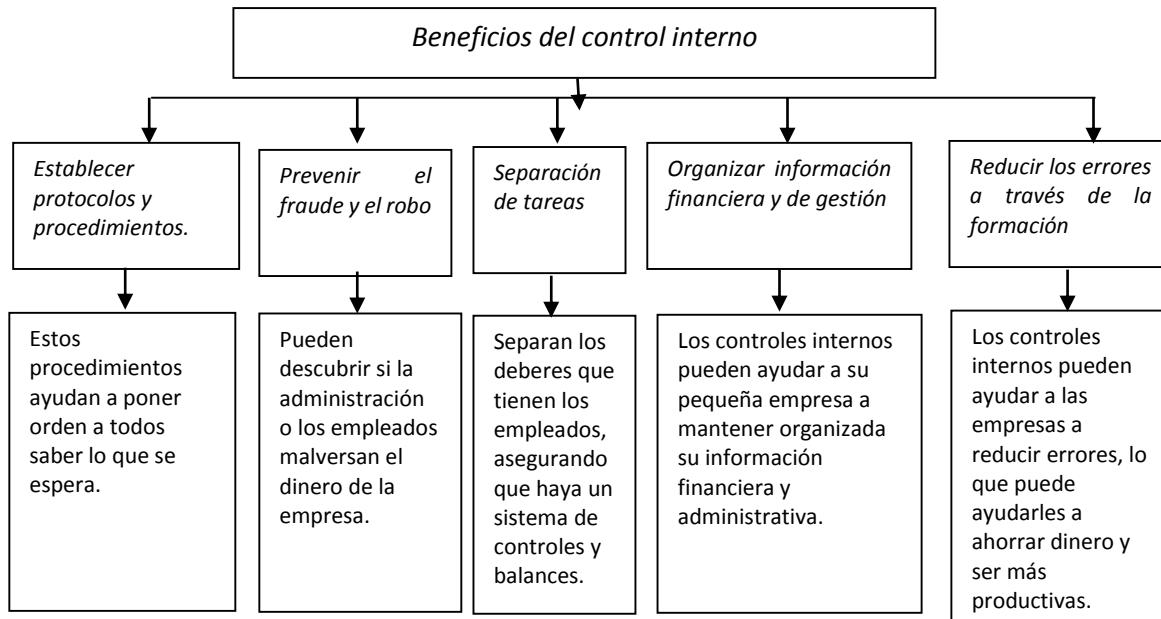 Beneficios del control interno
Establecer
protocolos y
procedimientos.
Prevenir el
fraude y el robo
Separación
de tareas
Organizar información
financiera y de gestión
Reducir los errores
a través de la
formación
Estos
procedimientos
ayudan a poner
orden a todos
saber lo que se
espera.
Pueden
descubrir si la
administración
o los empleados
malversan el
dinero de la
empresa.
Separan los
deberes que
tienen los
empleados,
asegurando
que haya un
sistema de
controles y
balances.
Los controles internos
pueden ayudar a su
pequeña empresa a
mantener organizada
su información
financiera y
administrativa.
Los controles
internos pueden
ayudar a las
empresas a
reducir errores, lo
que puede
ayudarles a
ahorrar dinero y
ser más
productivas.